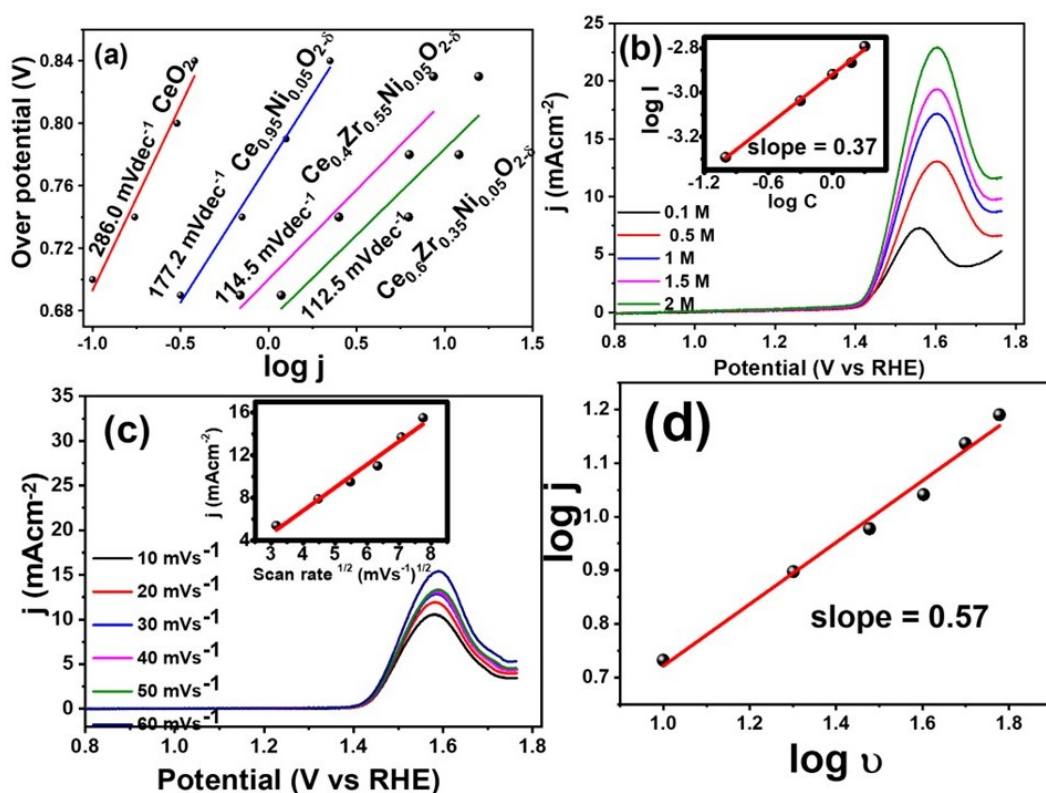 (a)
Over potential (V)
0.84
0.80
0.76
0.72
0.68
286.0 mVdec⁻¹ CeO₂
177.2 mVdec⁻¹ Ce₀.₉₅Ni₀.₀₅O₂₋δ
114.5 mVdec⁻¹ Ce₀.₄Zr₀.₅₅Ni₀.₀₅O₂₋δ
112.5 mVdec⁻¹
Ce₀.₆Zr₀.₃₅Ni₀.₀₅O₂₋δ
-1.0 -0.5 0.0 0.5 1.0 1.5
log j
(b)
j (mAcm⁻²)
25
20
15
10
5
0
log I
-2.8
-3.0
-3.2
slope = 0.37
-1.2 -0.6 0.0
log C
0.1 M
0.5 M
1 M
1.5 M
2 M
0.8 1.0 1.2 1.4 1.6 1.8
Potential (V vs RHE)
(c)
j (mAcm⁻²)
35
30
25
20
15
10
5
0
j (mAcm⁻²)
16
12
8
4
3 4 5 6 7 8
Scan rate ¹/² (mVs⁻¹)¹/²
10 mVs⁻¹
20 mVs⁻¹
30 mVs⁻¹
40 mVs⁻¹
50 mVs⁻¹
60 mVs⁻¹
0.8 1.0 1.2 1.4 1.6 1.8
Potential (V vs RHE)
(d)
log j
1.2
1.1
1.0
0.9
0.8
0.7
slope = 0.57
1.0 1.2 1.4 1.6 1.8
log υ